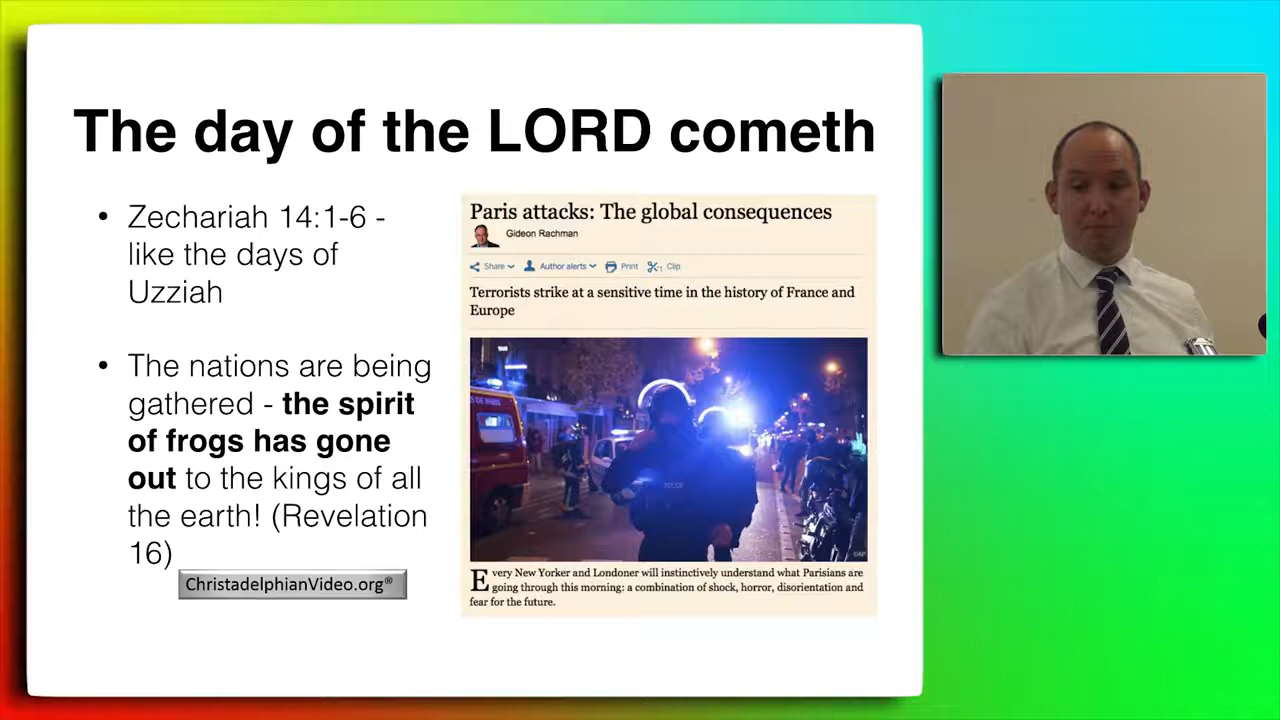 The day of the LORD cometh
• Zechariah 14:1-6 -
like the days of
Uzziah
• The nations are being
gathered - the spirit
of frogs has gone
out to the kings of all
the earth! (Revelation
16)
ChristadelphianVideo.org®
Paris attacks: The global consequences
Gideon Rachman
Share Author alerts Print Clip
Terrorists strike at a sensitive time in the history of France and
Europe
©AP
Every New Yorker and Londoner will instinctively understand what Parisians are
going through this morning: a combination of shock, horror, disorientation and
fear for the future.